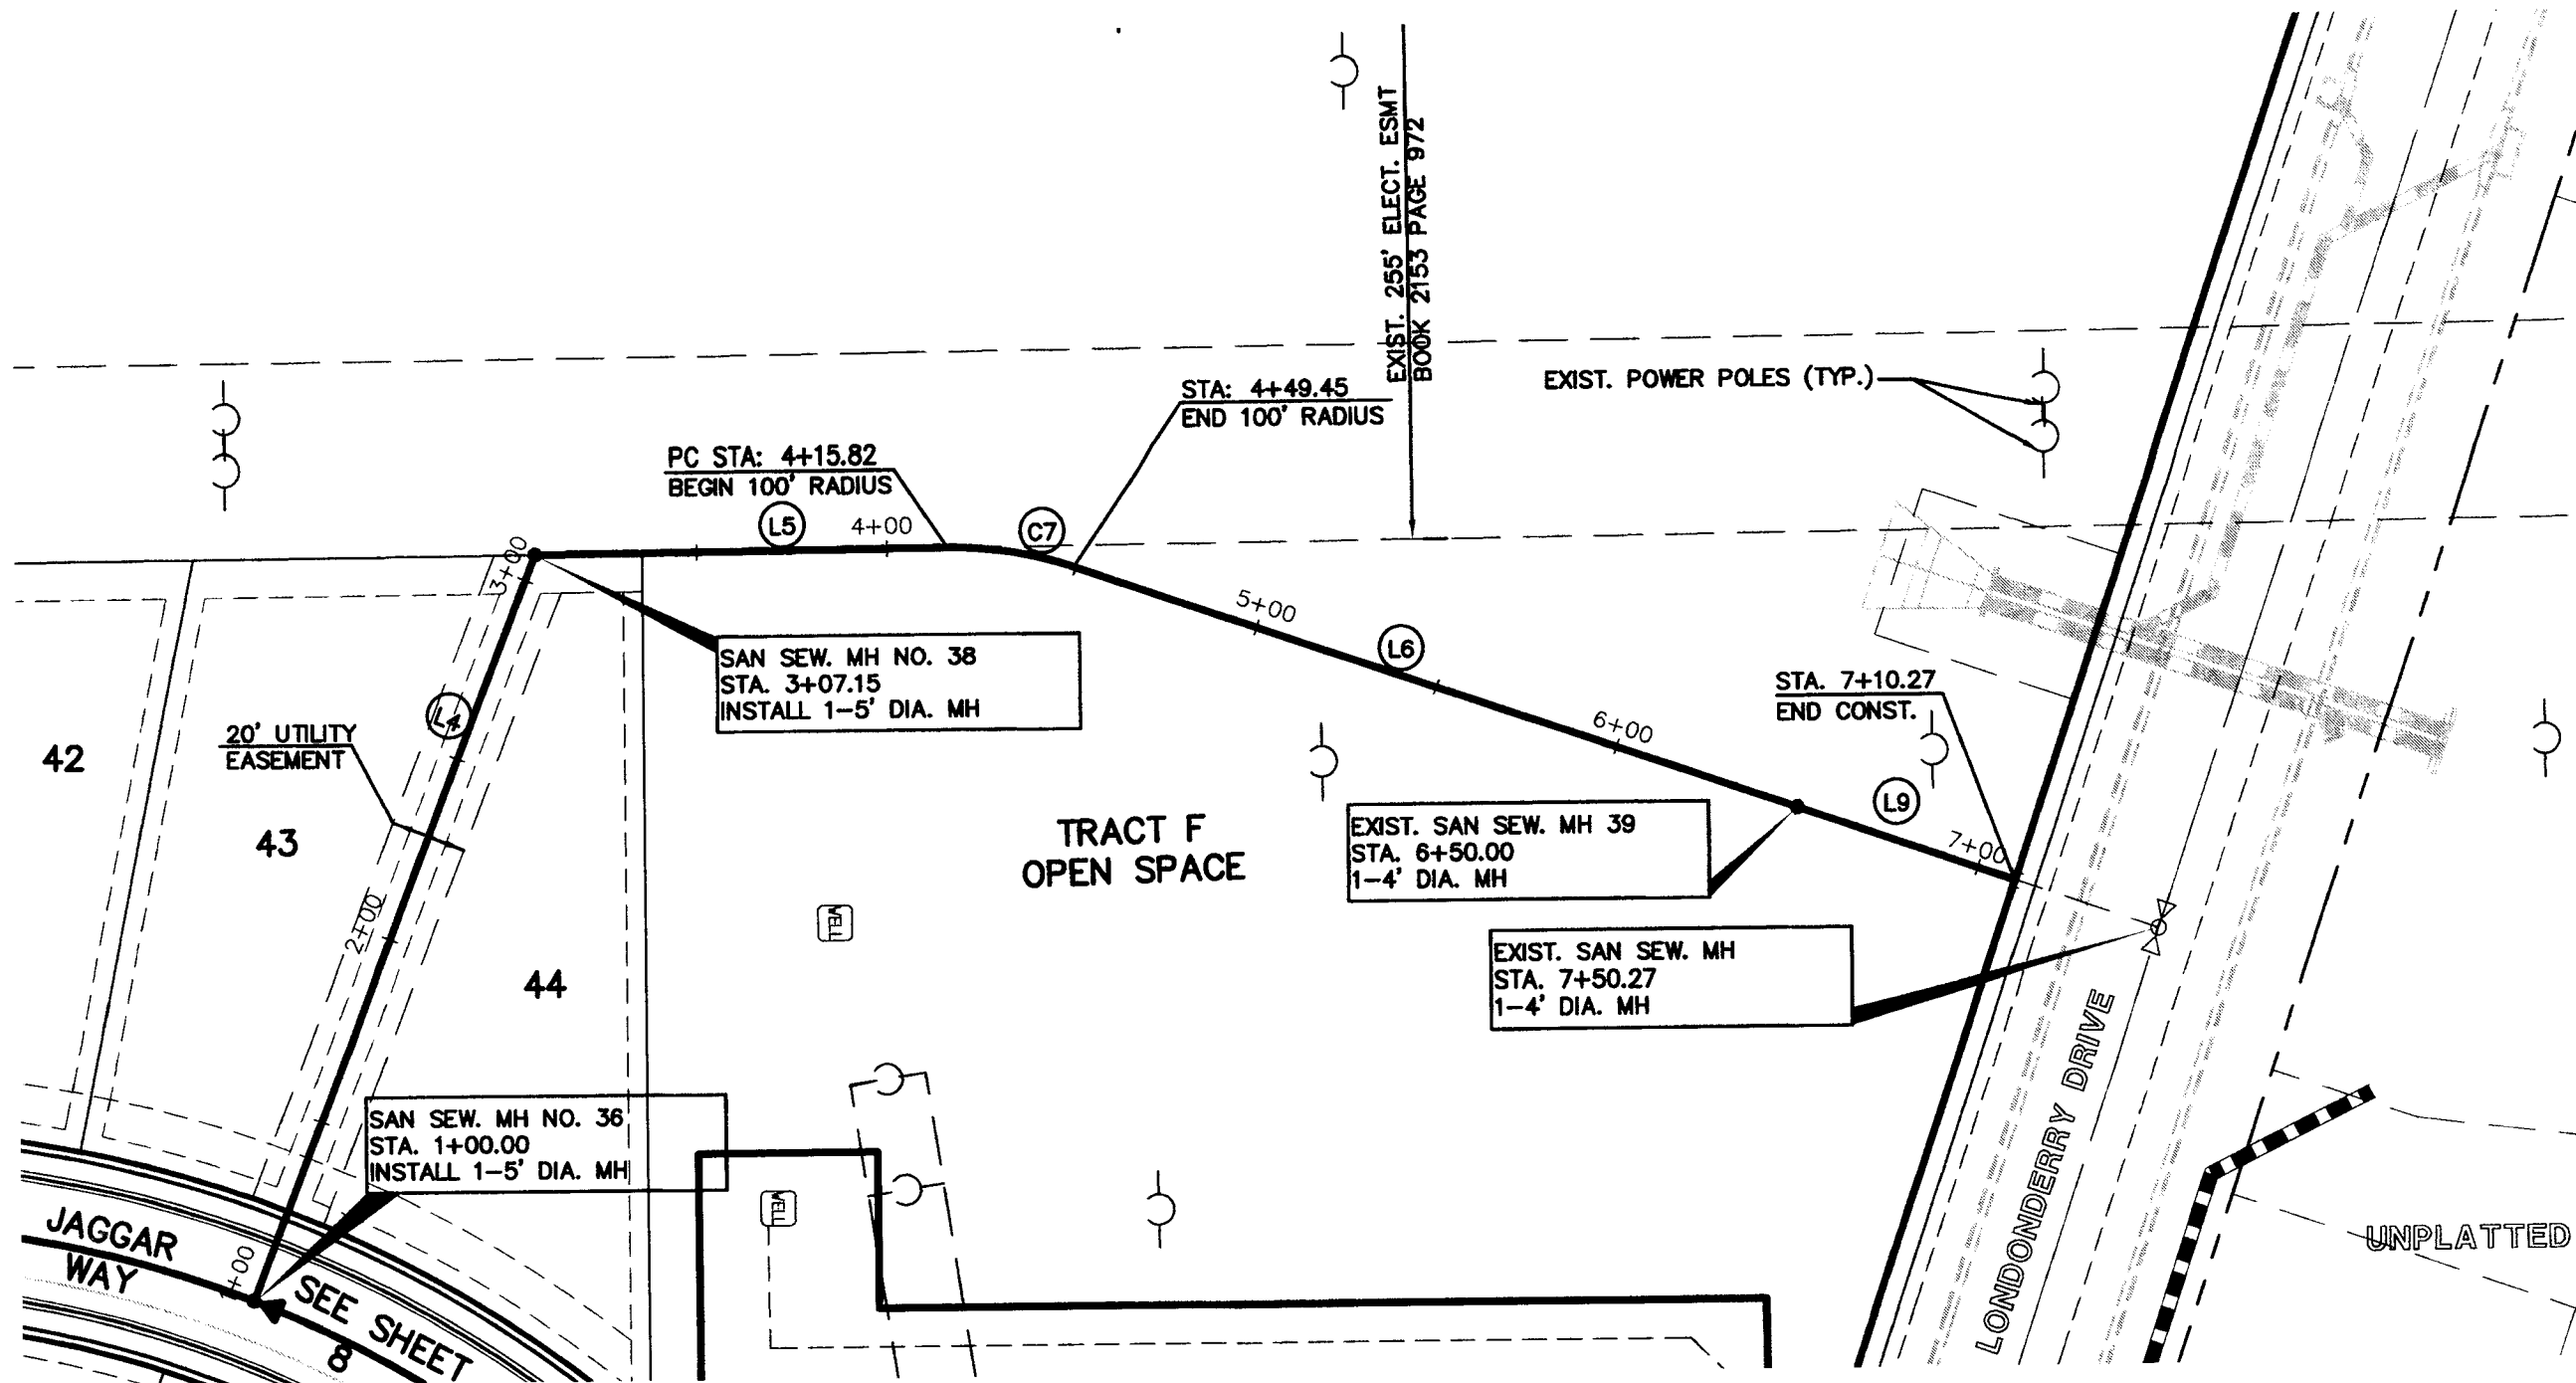 EXIST. 255' ELECT. ESMT
BOOK 2153 PAGE 972
STA: 4+49.45
END 100' RADIUS
EXIST. POWER POLES (TYP.)
PC STA: 4+15.82
BEGIN 100' RADIUS
L5
4+00
C7
3+00
5+00
L6
SAN SEW. MH NO. 38
STA. 3+07.15
INSTALL 1-5' DIA. MH
L4
20' UTILITY
EASEMENT
42
43
44
2+00
6+00
STA. 7+10.27
END CONST.
L9
7+00
TRACT F
OPEN SPACE
EXIST. SAN SEW. MH 39
STA. 6+50.00
1-4' DIA. MH
WELL
EXIST. SAN SEW. MH
STA. 7+50.27
1-4' DIA. MH
SAN SEW. MH NO. 36
STA. 1+00.00
INSTALL 1-5' DIA. MH
WELL
JAGGAR
WAY
+00
SEE SHEET
8
LONDONDERRY DRIVE
UNPLATTED